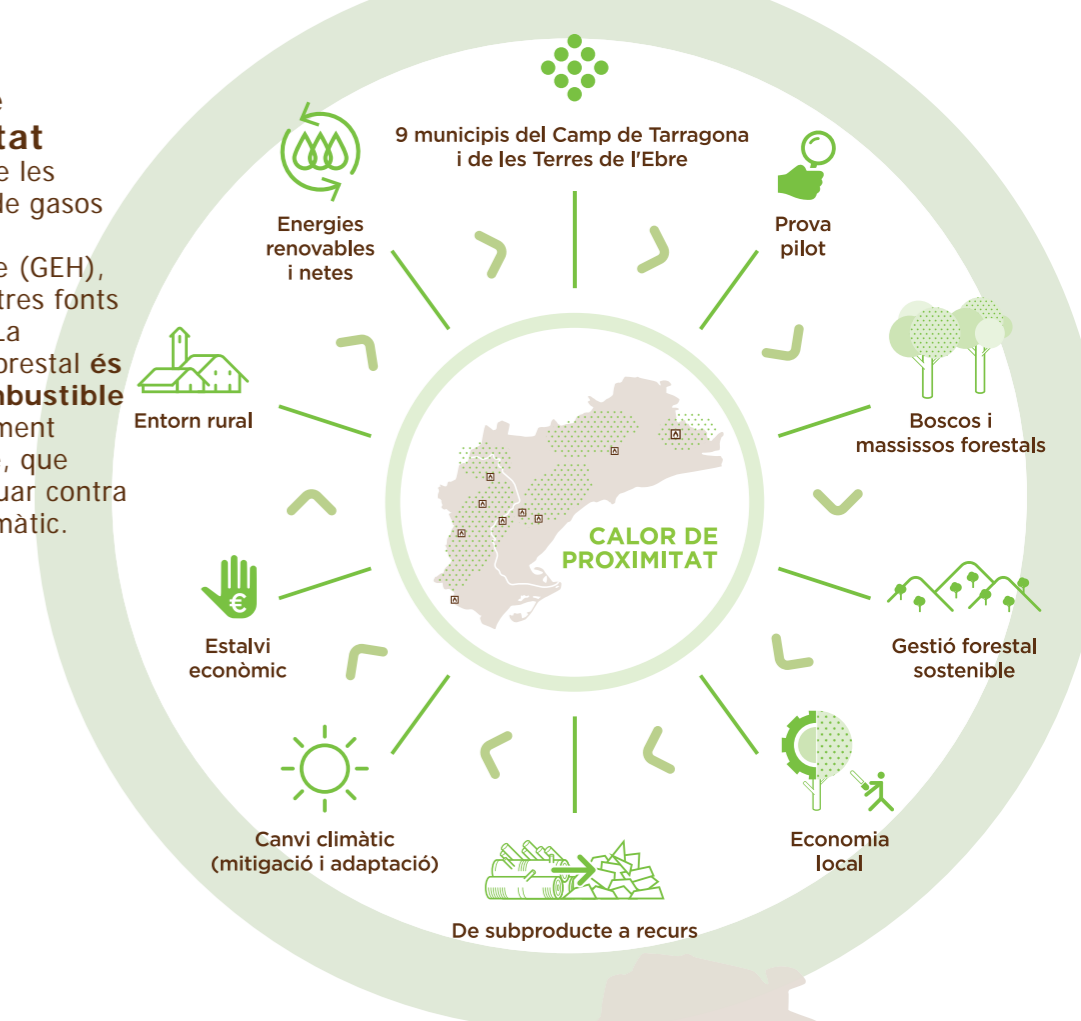 tat
e les
de gasos
e (GEH),
tres fonts
orestal és
ment
, que
uar contra
màtic.
9 municipis del Camp de Tarragona
i de les Terres de l'Ebre
Prova
pilot
Boscos i
massissos forestals
Gestió forestal
sostenible
Economia
local
De subproducte a recurs
Canvi climàtic
(mitigació i adaptació)
Estalvi
econòmic
€
Entorn rural
Energies
renovables
i netes
CALOR DE
PROXIMITAT